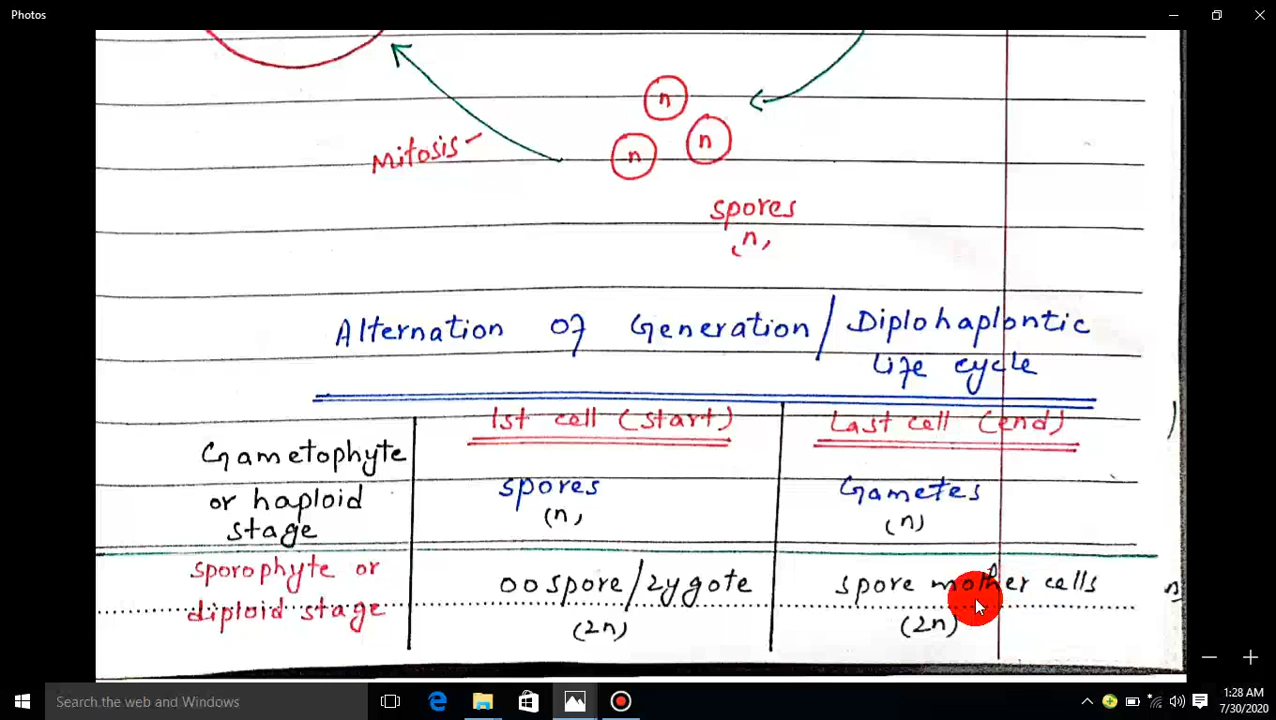 Photos
n
n
n
Mitosis
spores
(n)
Alternation of Generation / Diplohaplontic
life cycle
1st cell (start)
Last cell (end)
Gametophyte
or haploid
stage
spores
(n)
Gametes
(n)
sporophyte or
diploid stage
oospore/zygote
(2n)
spore mother cells
(2n)
n
Search the web and Windows
1:28 AM
7/30/2020